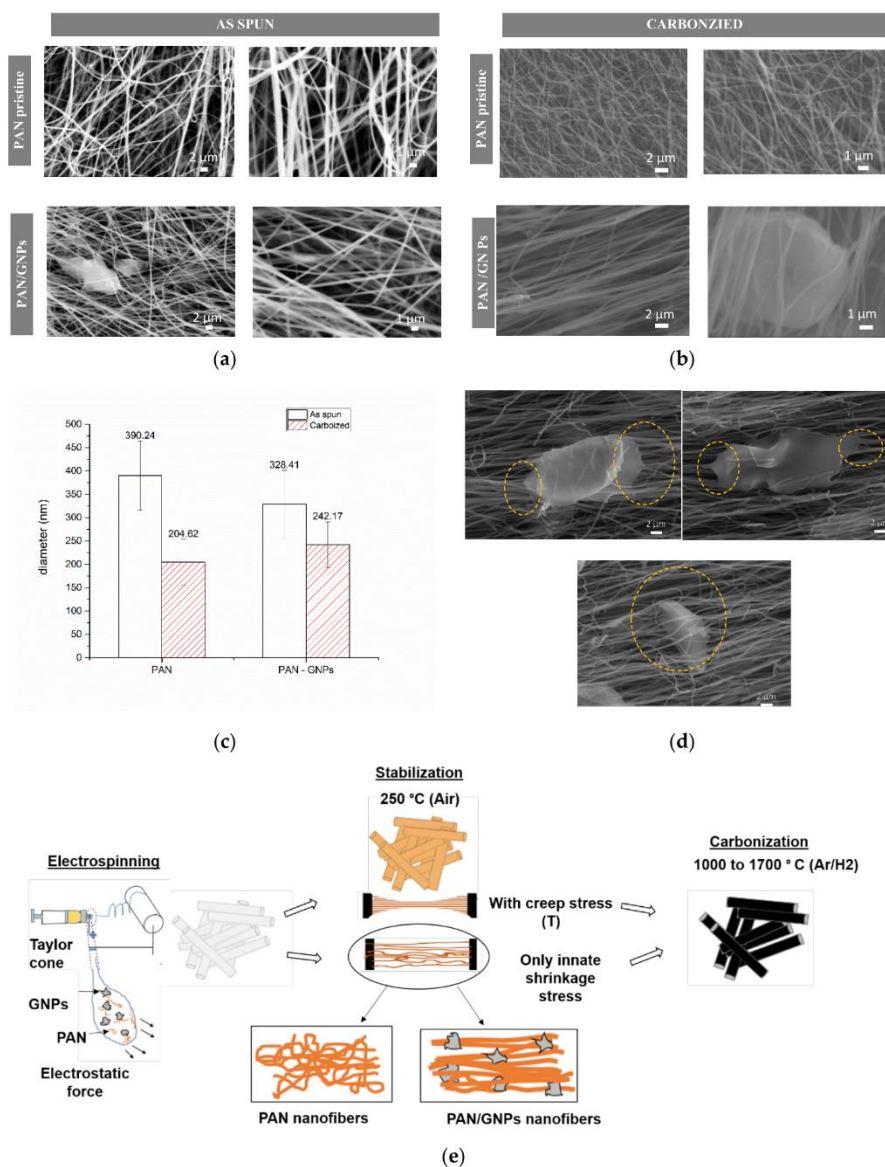 AS SPUN
CARBONZIED
PAN pristine
2 µm
1 µm
PAN pristine
2 µm
1 µm
PAN/GNPs
2 µm
2 µm
PAN /GN Ps
2 µm
1 µm
(a)
(b)
As spun
Carboized
diameter (nm)
500
450
400
350
300
250
200
150
100
50
0
390.24
204.62
328.41
242.17
PAN
PAN - GNPs
2 µm
2 µm
2 µm
(c)
(d)
Stabilization
250 °C (Air)
Electrospinning
Carbonization
1000 to 1700 ° C (Ar/H2)
With creep stress
(T)
Taylor
cone
Only innate
shrinkage
stress
GNPs
PAN
Electrostatic
force
PAN nanofibers
PAN/GNPs nanofibers
(e)